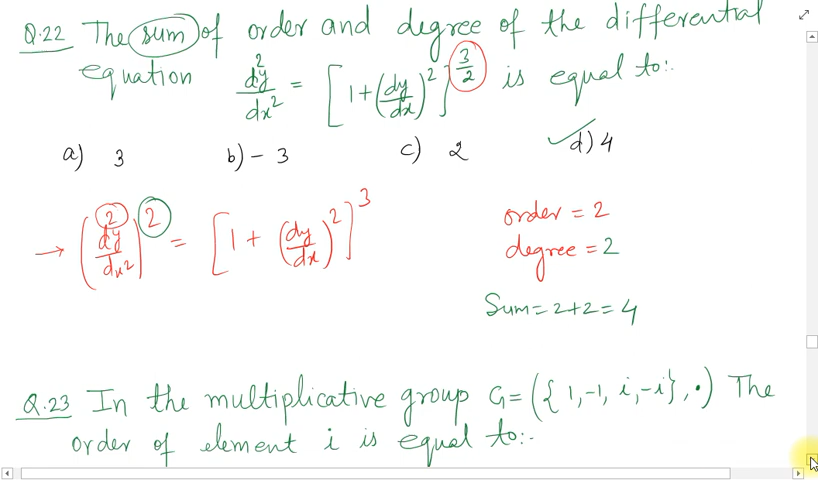 Q.22 The sum of order and degree of the differential
equation d²y/dx² = [1+(dy/dx)²]^(3/2) is equal to:-
a) 3 b) - 3 c) 2 d) 4
→ (d²y/dx²)² = [1 + (dy/dx)²]³
order = 2
degree = 2
Sum = 2+2 = 4
Q.23 In the multiplicative group G = ({1, -1, i, -i}, •) The
order of element i is equal to:-